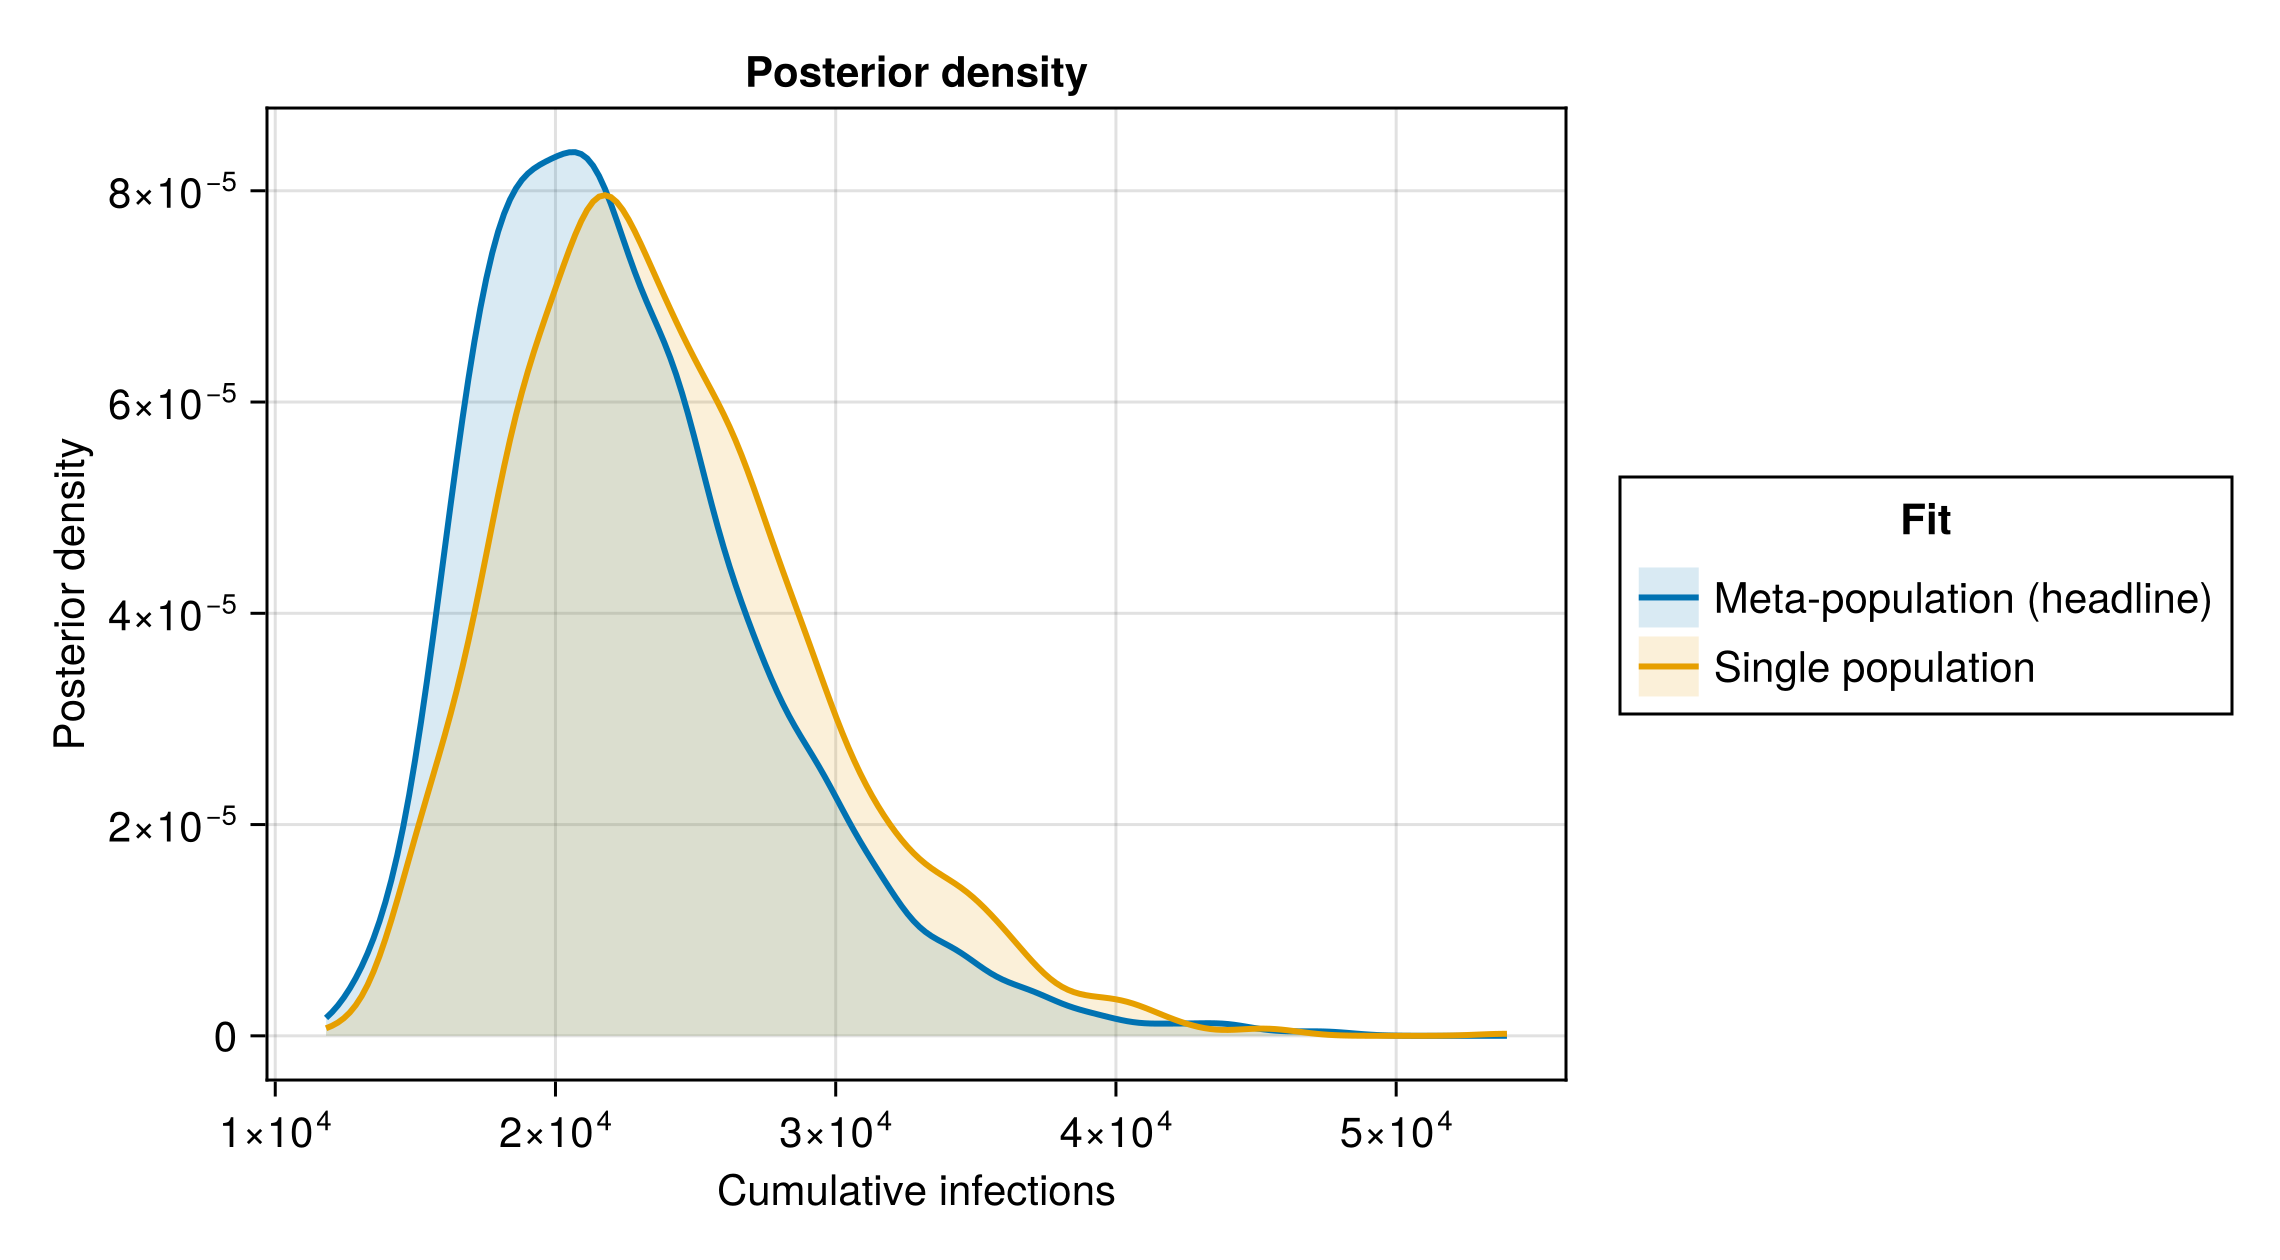 Posterior density
Posterior density
8×10⁻⁵
6×10⁻⁵
4×10⁻⁵
2×10⁻⁵
0
1×10⁴ 2×10⁴ 3×10⁴ 4×10⁴ 5×10⁴
Cumulative infections
Fit
Meta-population (headline)
Single population